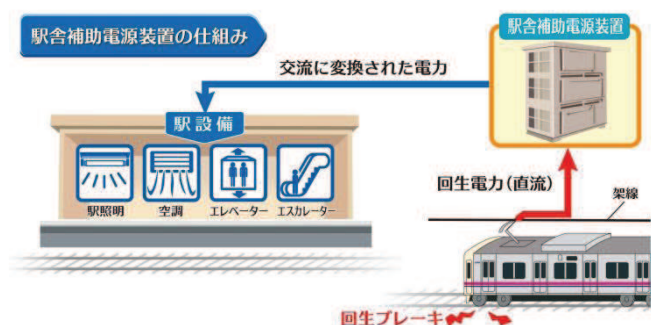 駅舎補助電源装置の仕組み
駅舎補助電源装置
交流に変換された電力
駅設備
駅照明
空調
エレベーター
エスカレーター
回生電力(直流)
架線
回生ブレーキ